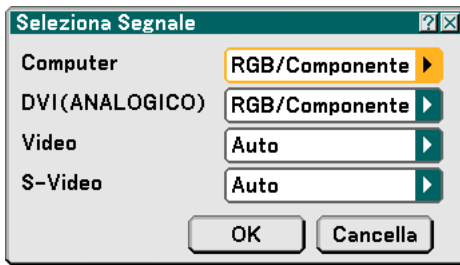 Seleziona Segnale
Computer RGB/Componente
DVI(ANALOGICO) RGB/Componente
Video Auto
S-Video Auto
OK Cancella